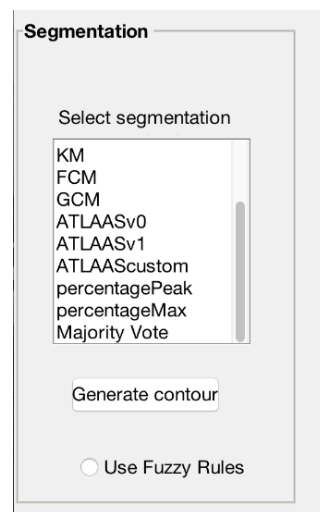 Segmentation
Select segmentation
KM
FCM
GCM
ATLAASv0
ATLAASv1
ATLAAScustom
percentagePeak
percentageMax
Majority Vote
Generate contour
Use Fuzzy Rules